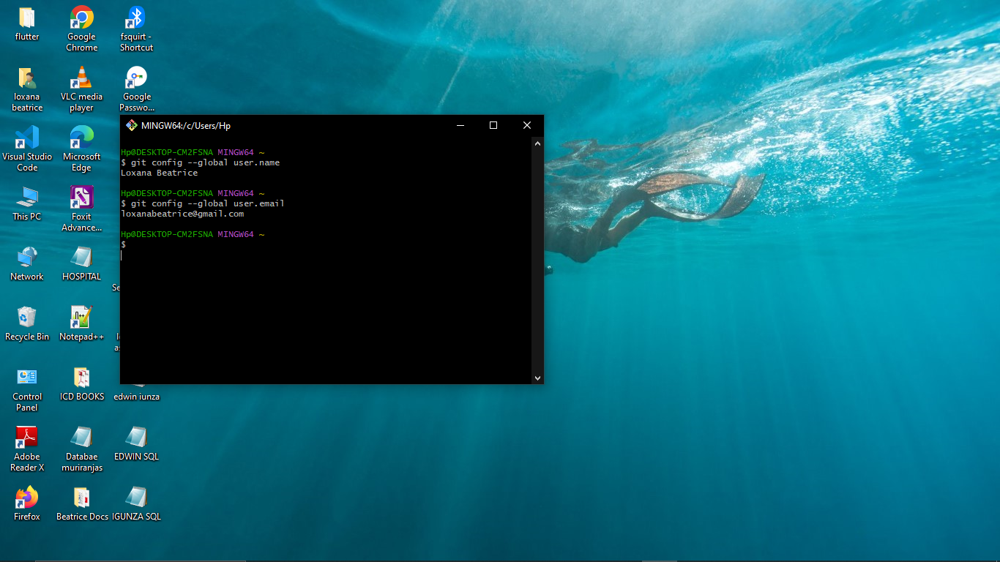 flutter
Google
Chrome
fsquirt -
Shortcut
loxana
beatrice
VLC media
player
Google
Passwo...
Visual Studio
Code
Microsoft
Edge
This PC
Foxit
Advance...
Network
HOSPITAL
Se
Recycle Bin
Notepad++
Control
Panel
ICD BOOKS
edwin iunza
Adobe
Reader X
Databae
muriranjas
EDWIN SQL
Firefox
Beatrice Docs
IGUNZA SQL
MINGW64:/c/Users/Hp
Hp@DESKTOP-CM2FSNA MINGW64 ~
$ git config --global user.name
Loxana Beatrice
Hp@DESKTOP-CM2FSNA MINGW64 ~
$ git config --global user.email
loxanabeatrice@gmail.com
Hp@DESKTOP-CM2FSNA MINGW64 ~
$